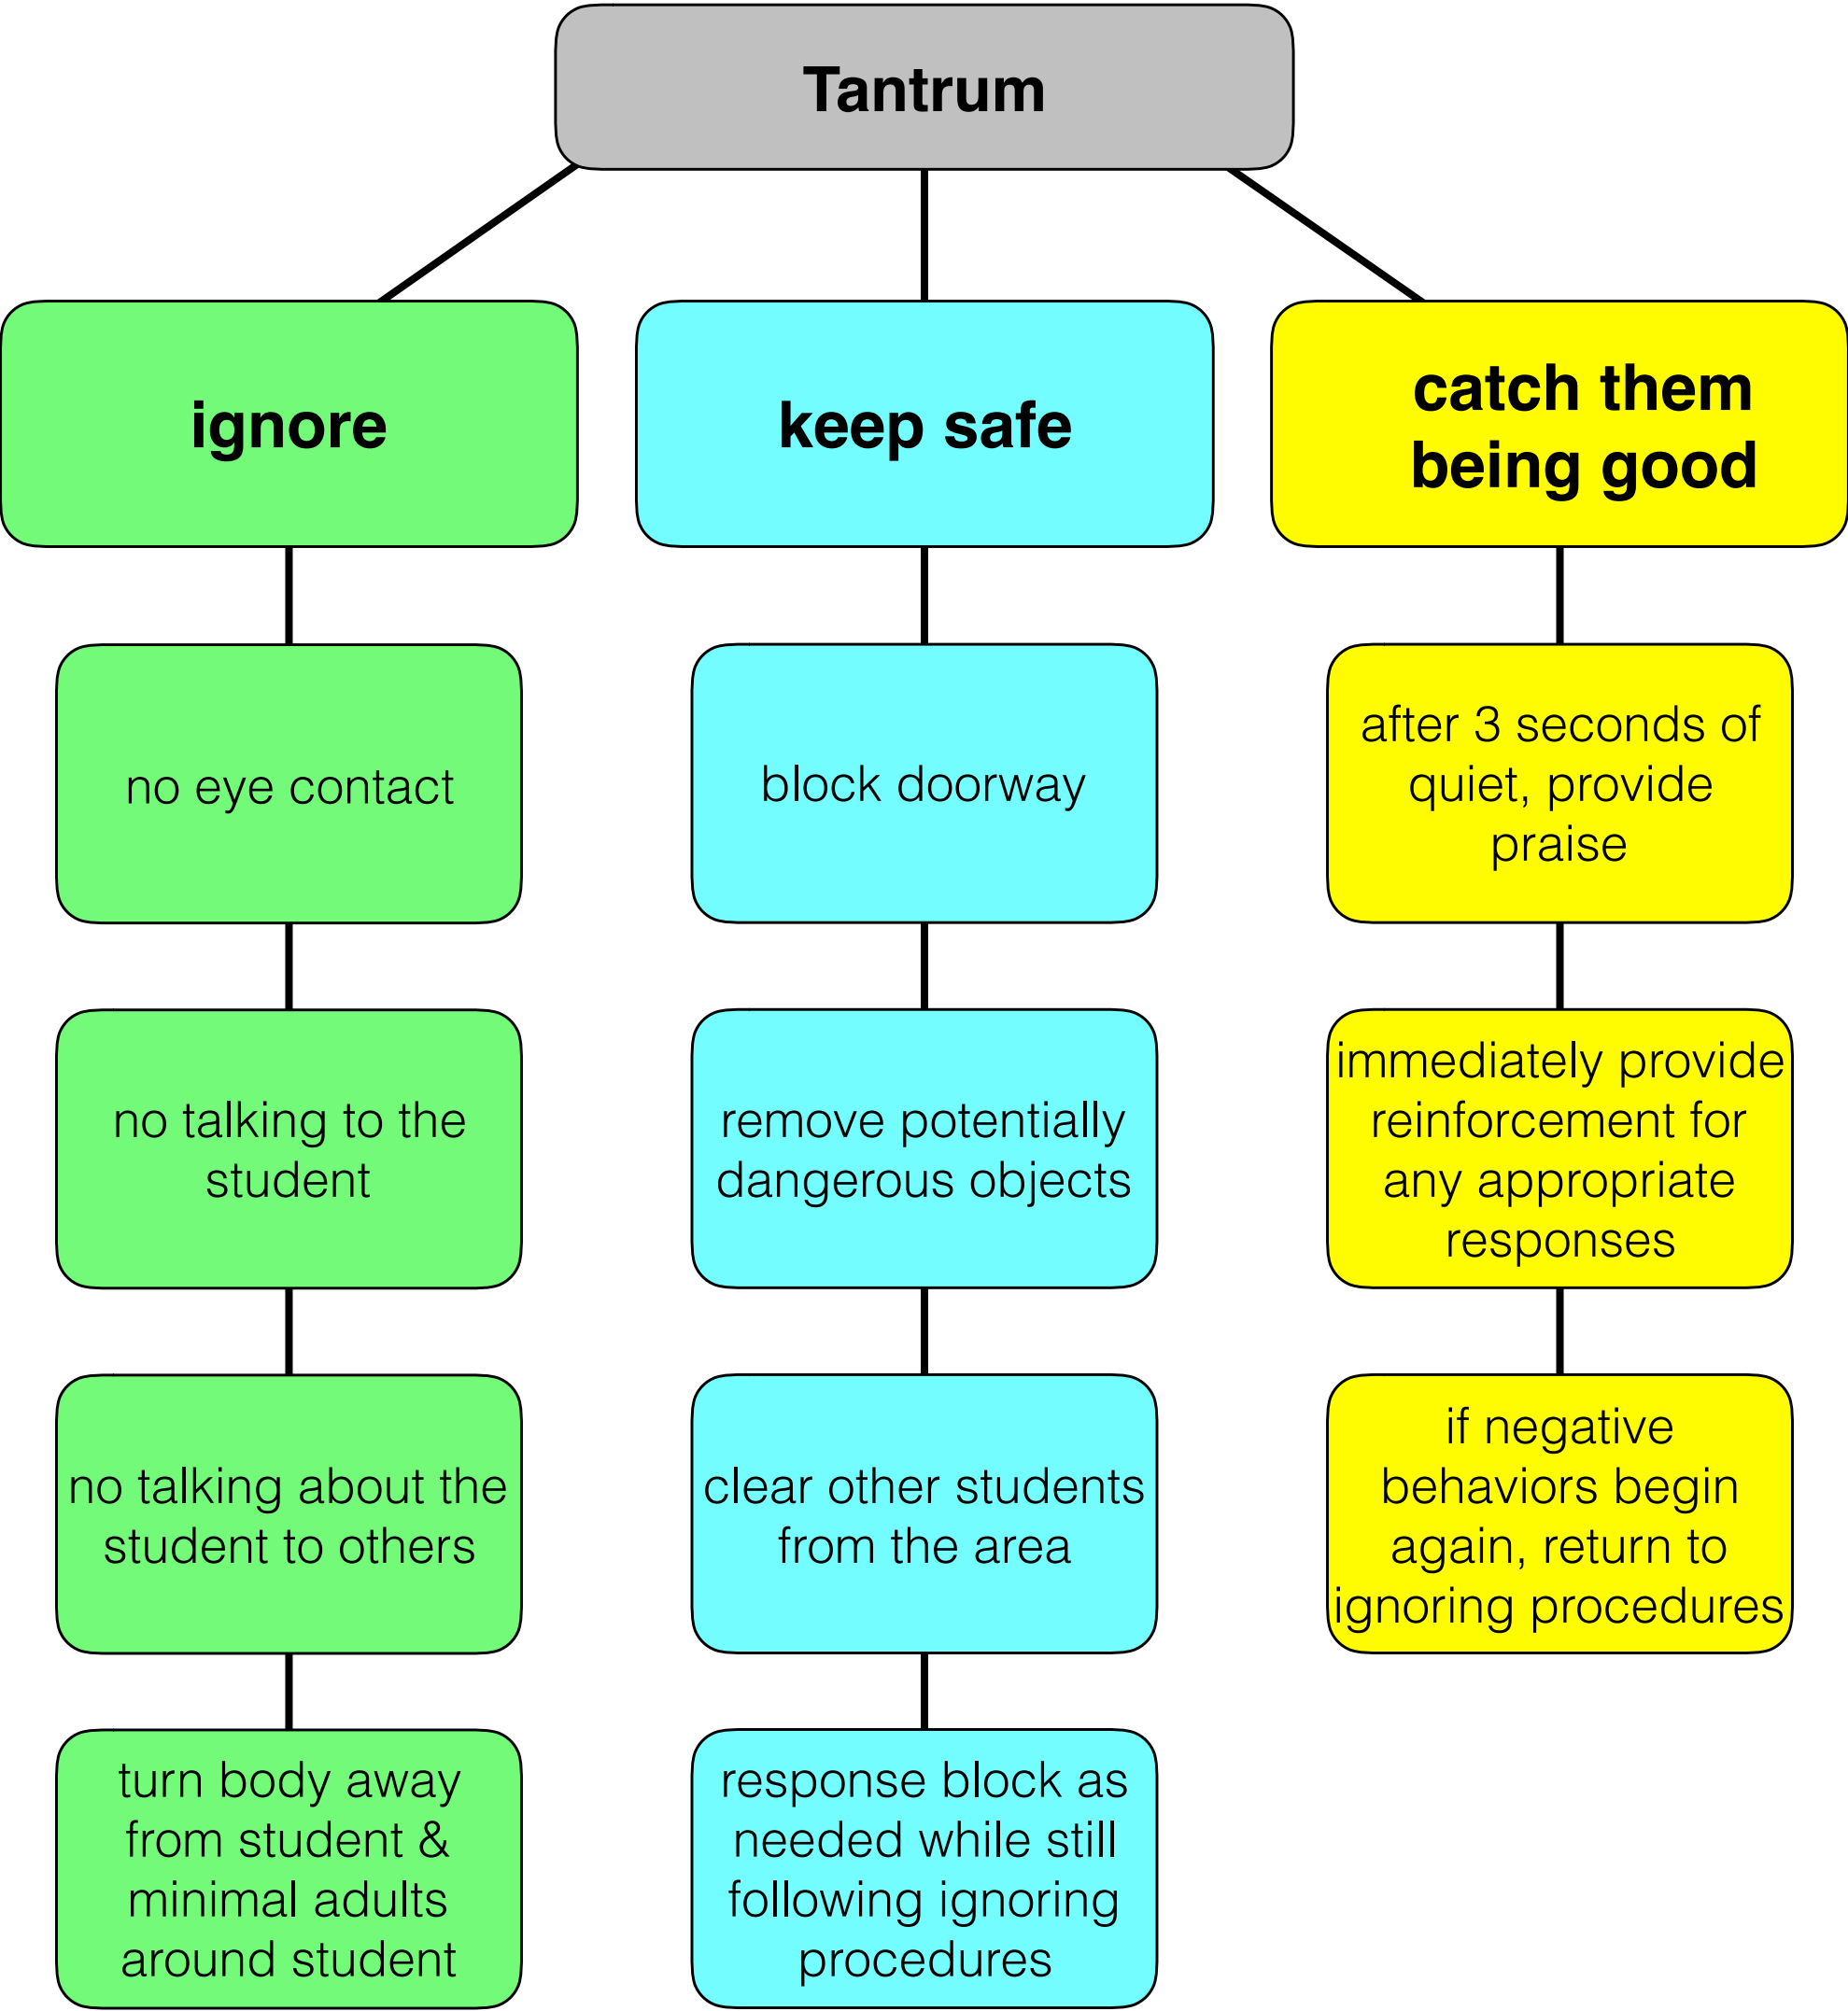 Tantrum
ignore
keep safe
catch them
being good
no eye contact
block doorway
after 3 seconds of
quiet, provide
praise
no talking to the
student
remove potentially
dangerous objects
immediately provide
reinforcement for
any appropriate
responses
no talking about the
student to others
clear other students
from the area
if negative
behaviors begin
again, return to
ignoring procedures
turn body away
from student &
minimal adults
around student
response block as
needed while still
following ignoring
procedures